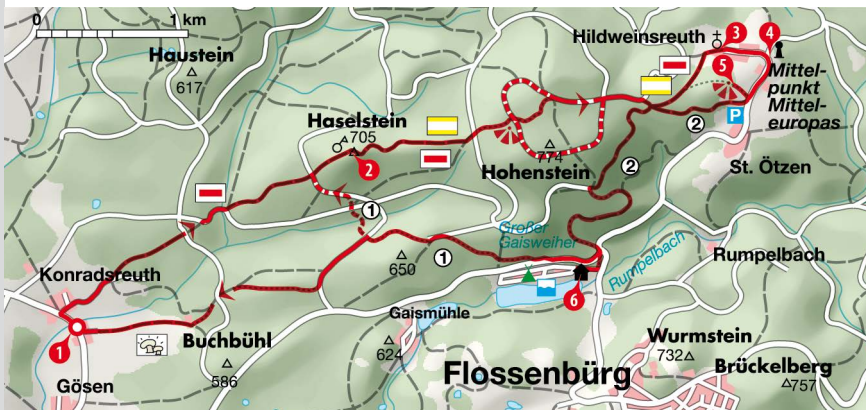 0 1 km
Haustein
617
Hildweinsreuth
3
4
5
Mittel-
punkt
Mittel-
europas
P
2
Haselstein
705
2
Hohenstein
774
2
St. Ötzen
1
Großer
Gaisweiher
650
1
Rumpelbach
Rumpelbach
Konradsreuth
6
Gaismühle
1
Buchbühl
586
624
Wurmstein
732
Flossenbürg
Brückelberg
757
Gösen